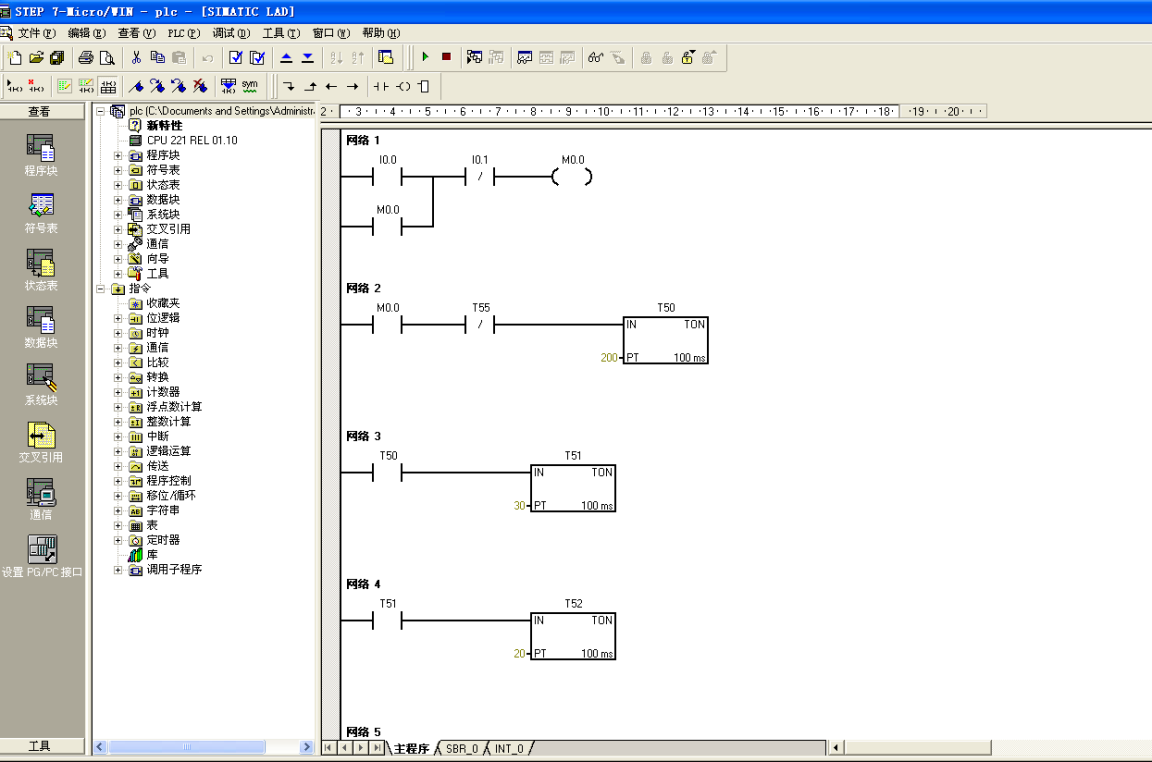 STEP 7-Micro/WIN - plc - [SIMATIC LAD]
文件(F) 编辑(E) 查看(V) PLC(P) 调试(D) 工具(T) 窗口(W) 帮助(H)
sym
查看
程序块
符号表
状态表
数据块
系统块
交叉引用
通信
设置 PG/PC 接口
工具
plc (C:\Documents and Settings\Administr
新特性
CPU 221 REL 01.10
程序块
符号表
状态表
数据块
系统块
交叉引用
通信
向导
工具
指令
收藏夹
位逻辑
时钟
通信
比较
转换
计数器
浮点数计算
整数计算
中断
逻辑运算
传送
程序控制
移位/循环
字符串
表
定时器
库
调用子程序
2 · · 3 · ı · 4 · ı · 5 · ı · 6 · ı · 7 · ı · 8 · ı · 9 · ı · 10 · ı · 11 · ı · 12 · ı · 13 · ı · 14 · ı · 15 · ı · 16 · ı · 17 · ı · 18 · ı · 19 · ı · 20 · ı ·
网络 1
I0.0 I0.1 M0.0
M0.0
网络 2
M0.0 T55 T50
IN TON
200 PT 100 ms
网络 3
T50 T51
IN TON
30 PT 100 ms
网络 4
T51 T52
IN TON
20 PT 100 ms
网络 5
主程序 SBR_0 INT_0